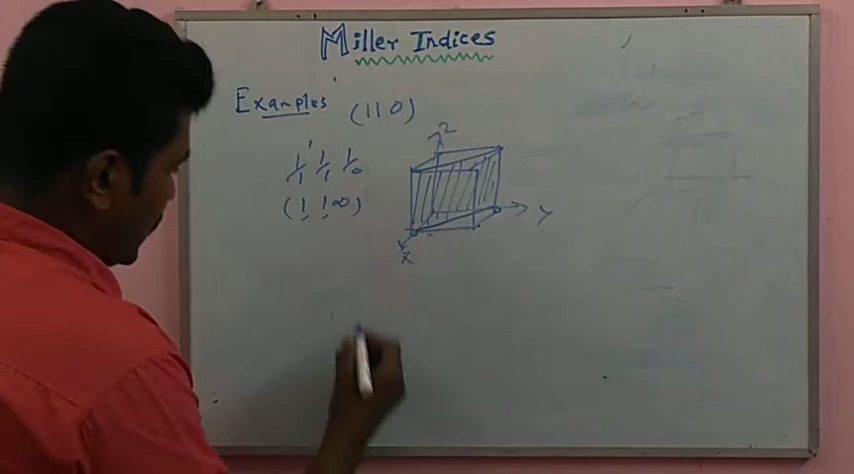 Miller Indices
Examples (110)
Z
1/1 1/1 1/0
(1 1 ∞)
Y
X